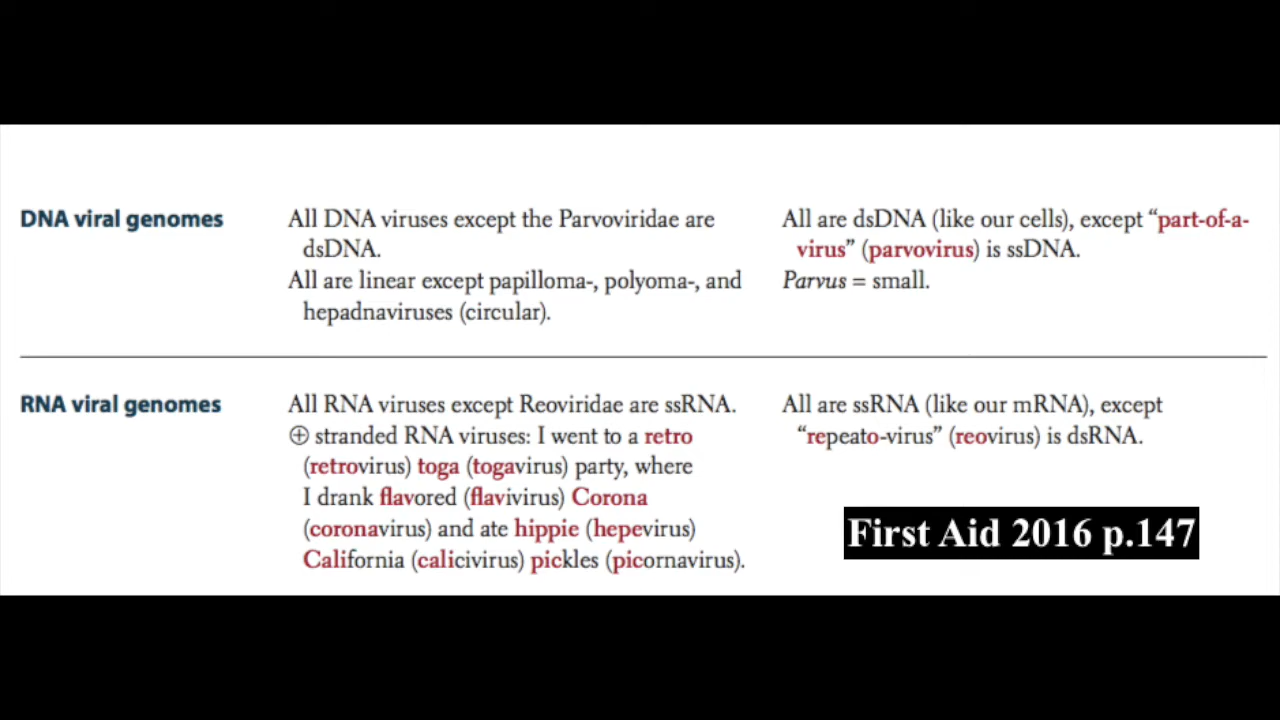 DNA viral genomes
All DNA viruses except the Parvoviridae are
dsDNA.
All are linear except papilloma-, polyoma-, and
hepadnaviruses (circular).
All are dsDNA (like our cells), except “part-of-a-
virus” (parvovirus) is ssDNA.
Parvus = small.
RNA viral genomes
All RNA viruses except Reoviridae are ssRNA.
⊕ stranded RNA viruses: I went to a retro
(retrovirus) toga (togavirus) party, where
I drank flavored (flavivirus) Corona
(coronavirus) and ate hippie (hepevirus)
California (calicivirus) pickles (picornavirus).
All are ssRNA (like our mRNA), except
“repeato-virus” (reovirus) is dsRNA.
First Aid 2016 p.147